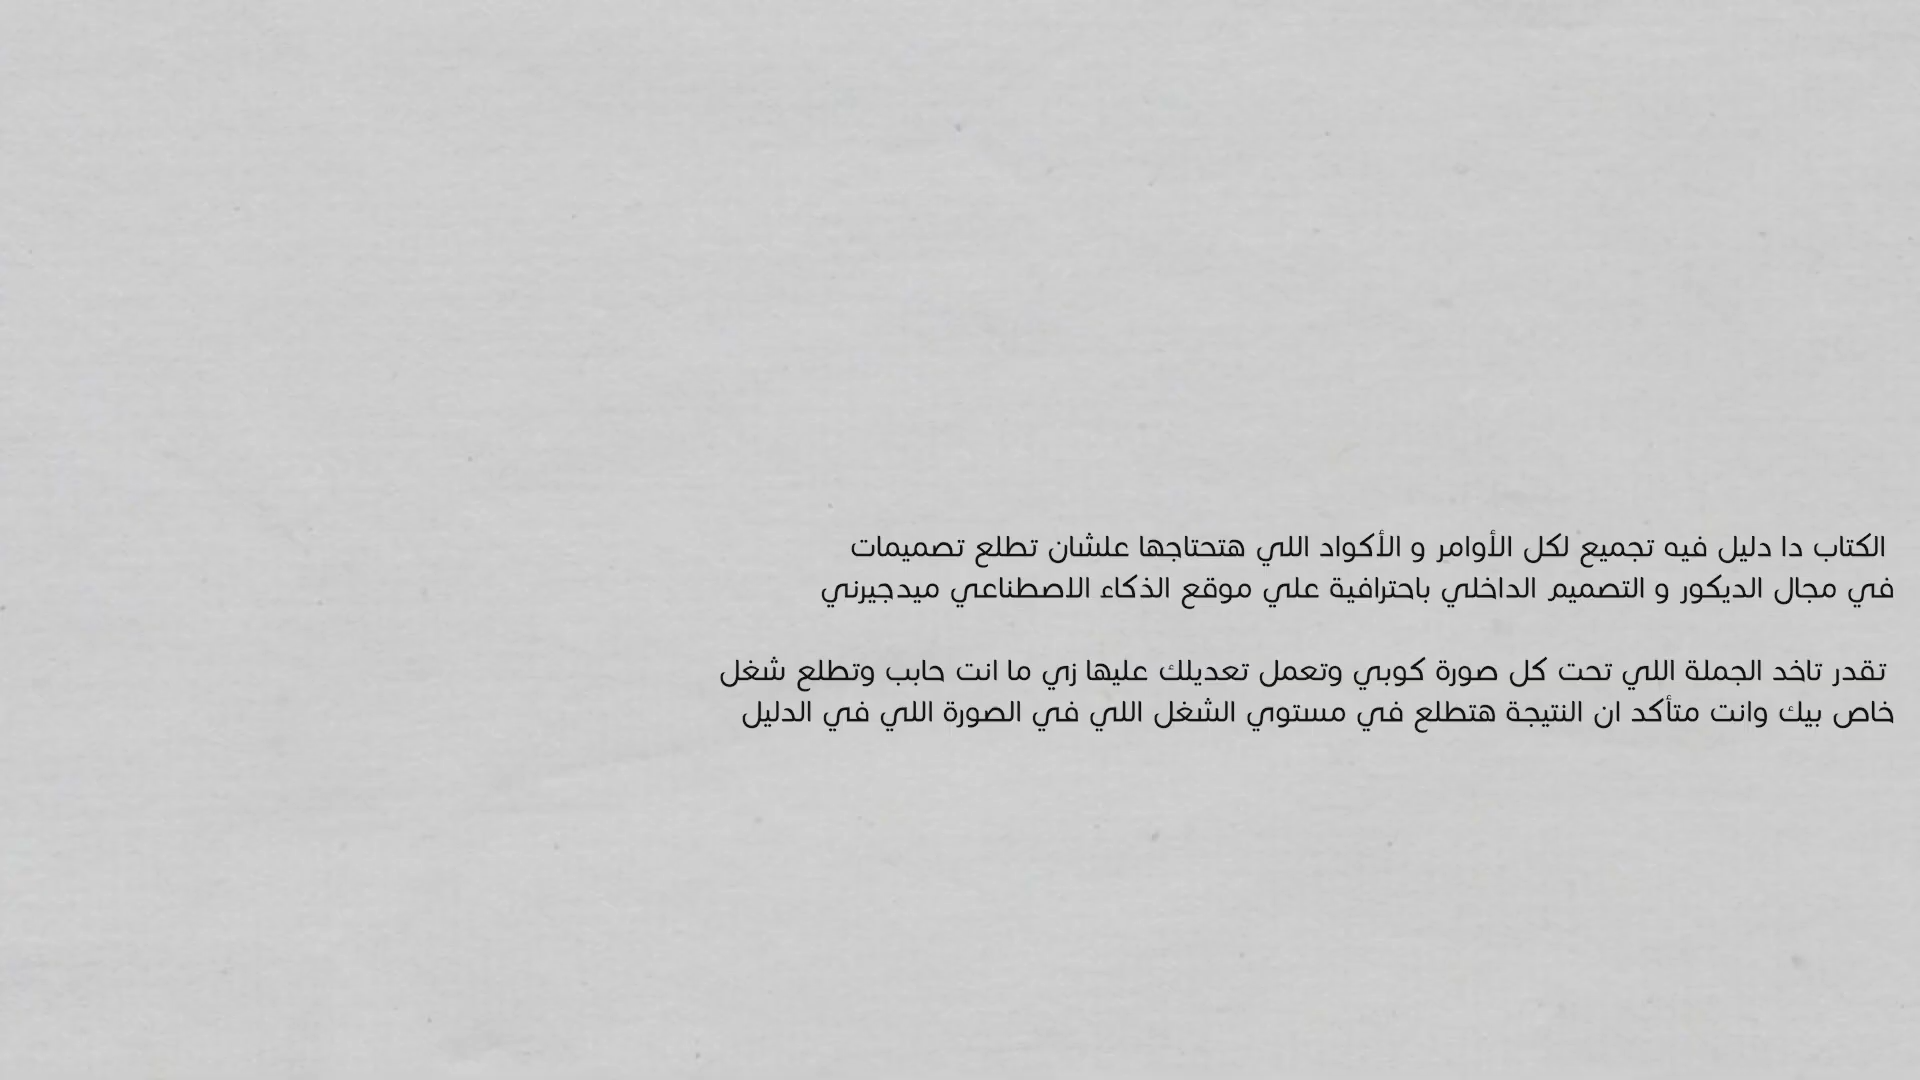 الكتاب دا دليل فيه تجميع لكل الأوامر و الأكواد اللي هتحتاجها علشان تطلع تصميمات
في مجال الديكور و التصميم الداخلي باحترافية علي موقع الذكاء الاصطناعي ميدجيرني
تقدر تاخد الجملة اللي تحت كل صورة كوبي وتعمل تعديلك عليها زي ما انت حابب وتطلع شغل
خاص بيك وانت متأكد ان النتيجة هتطلع في مستوي الشغل اللي في الصورة اللي في الدليل